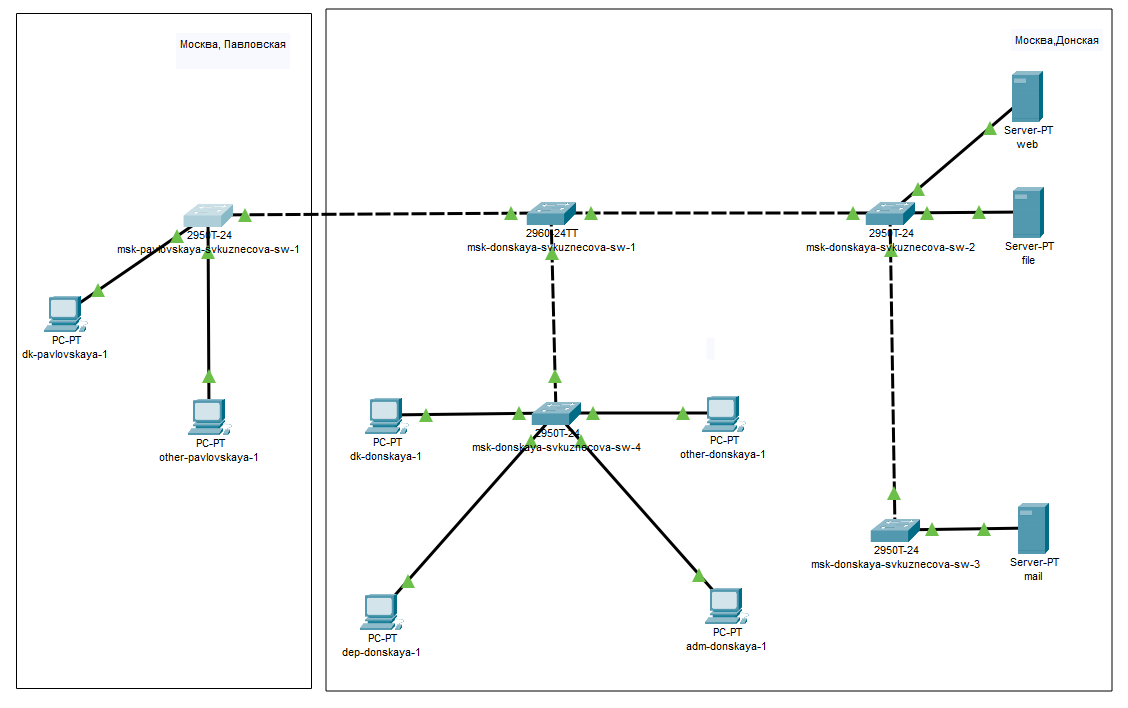 Москва, Павловская
Москва,Донская
Server-PT
web
2950T-24
msk-pavlovskaya-svkuznecova-sw-1
2960-24TT
msk-donskaya-svkuznecova-sw-1
2950T-24
msk-donskaya-svkuznecova-sw-2
Server-PT
file
PC-PT
dk-pavlovskaya-1
PC-PT
other-pavlovskaya-1
PC-PT
dk-donskaya-1
2950T-24
msk-donskaya-svkuznecova-sw-4
PC-PT
other-donskaya-1
2950T-24
msk-donskaya-svkuznecova-sw-3
Server-PT
mail
PC-PT
dep-donskaya-1
PC-PT
adm-donskaya-1